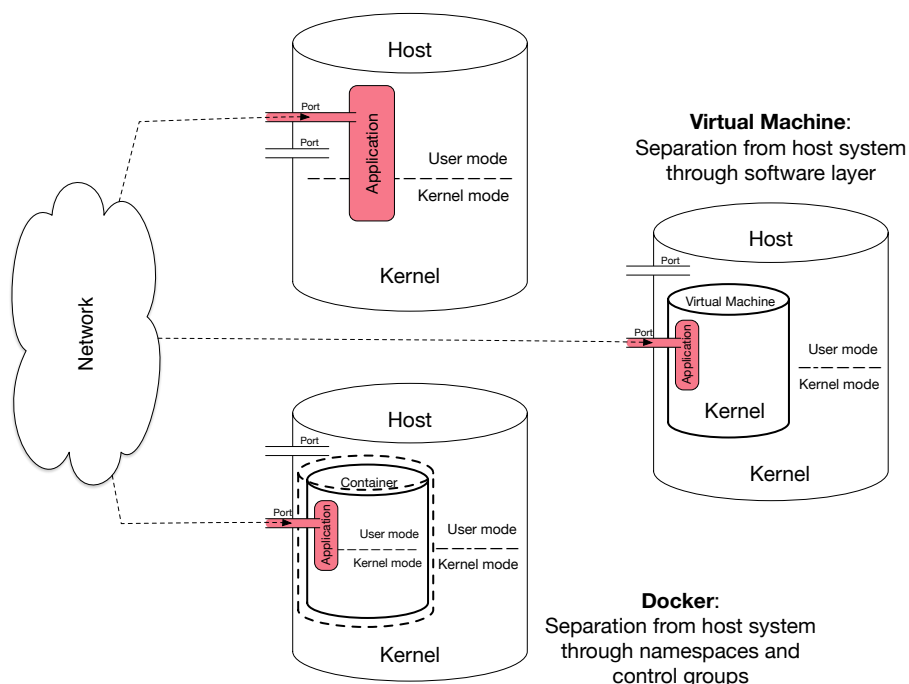 Host
Port
Port
Application
User mode
Kernel mode
Kernel
Virtual Machine:
Separation from host system
through software layer
Network
Host
Port
Virtual Machine
Port
Application
User mode
Kernel mode
Kernel
Kernel
Host
Port
Container
Port
Application
User mode
Kernel mode
User mode
Kernel mode
Kernel
Docker:
Separation from host system
through namespaces and
control groups